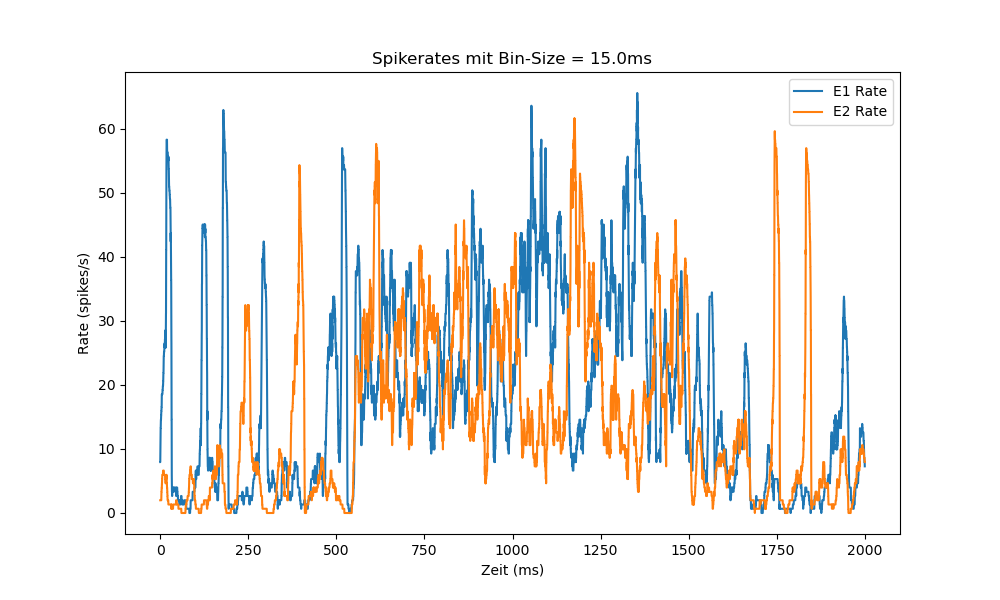 Spikerates mit Bin-Size = 15.0ms
E1 Rate
E2 Rate
Rate (spikes/s)
60
50
40
30
20
10
0
0 250 500 750 1000 1250 1500 1750 2000
Zeit (ms)